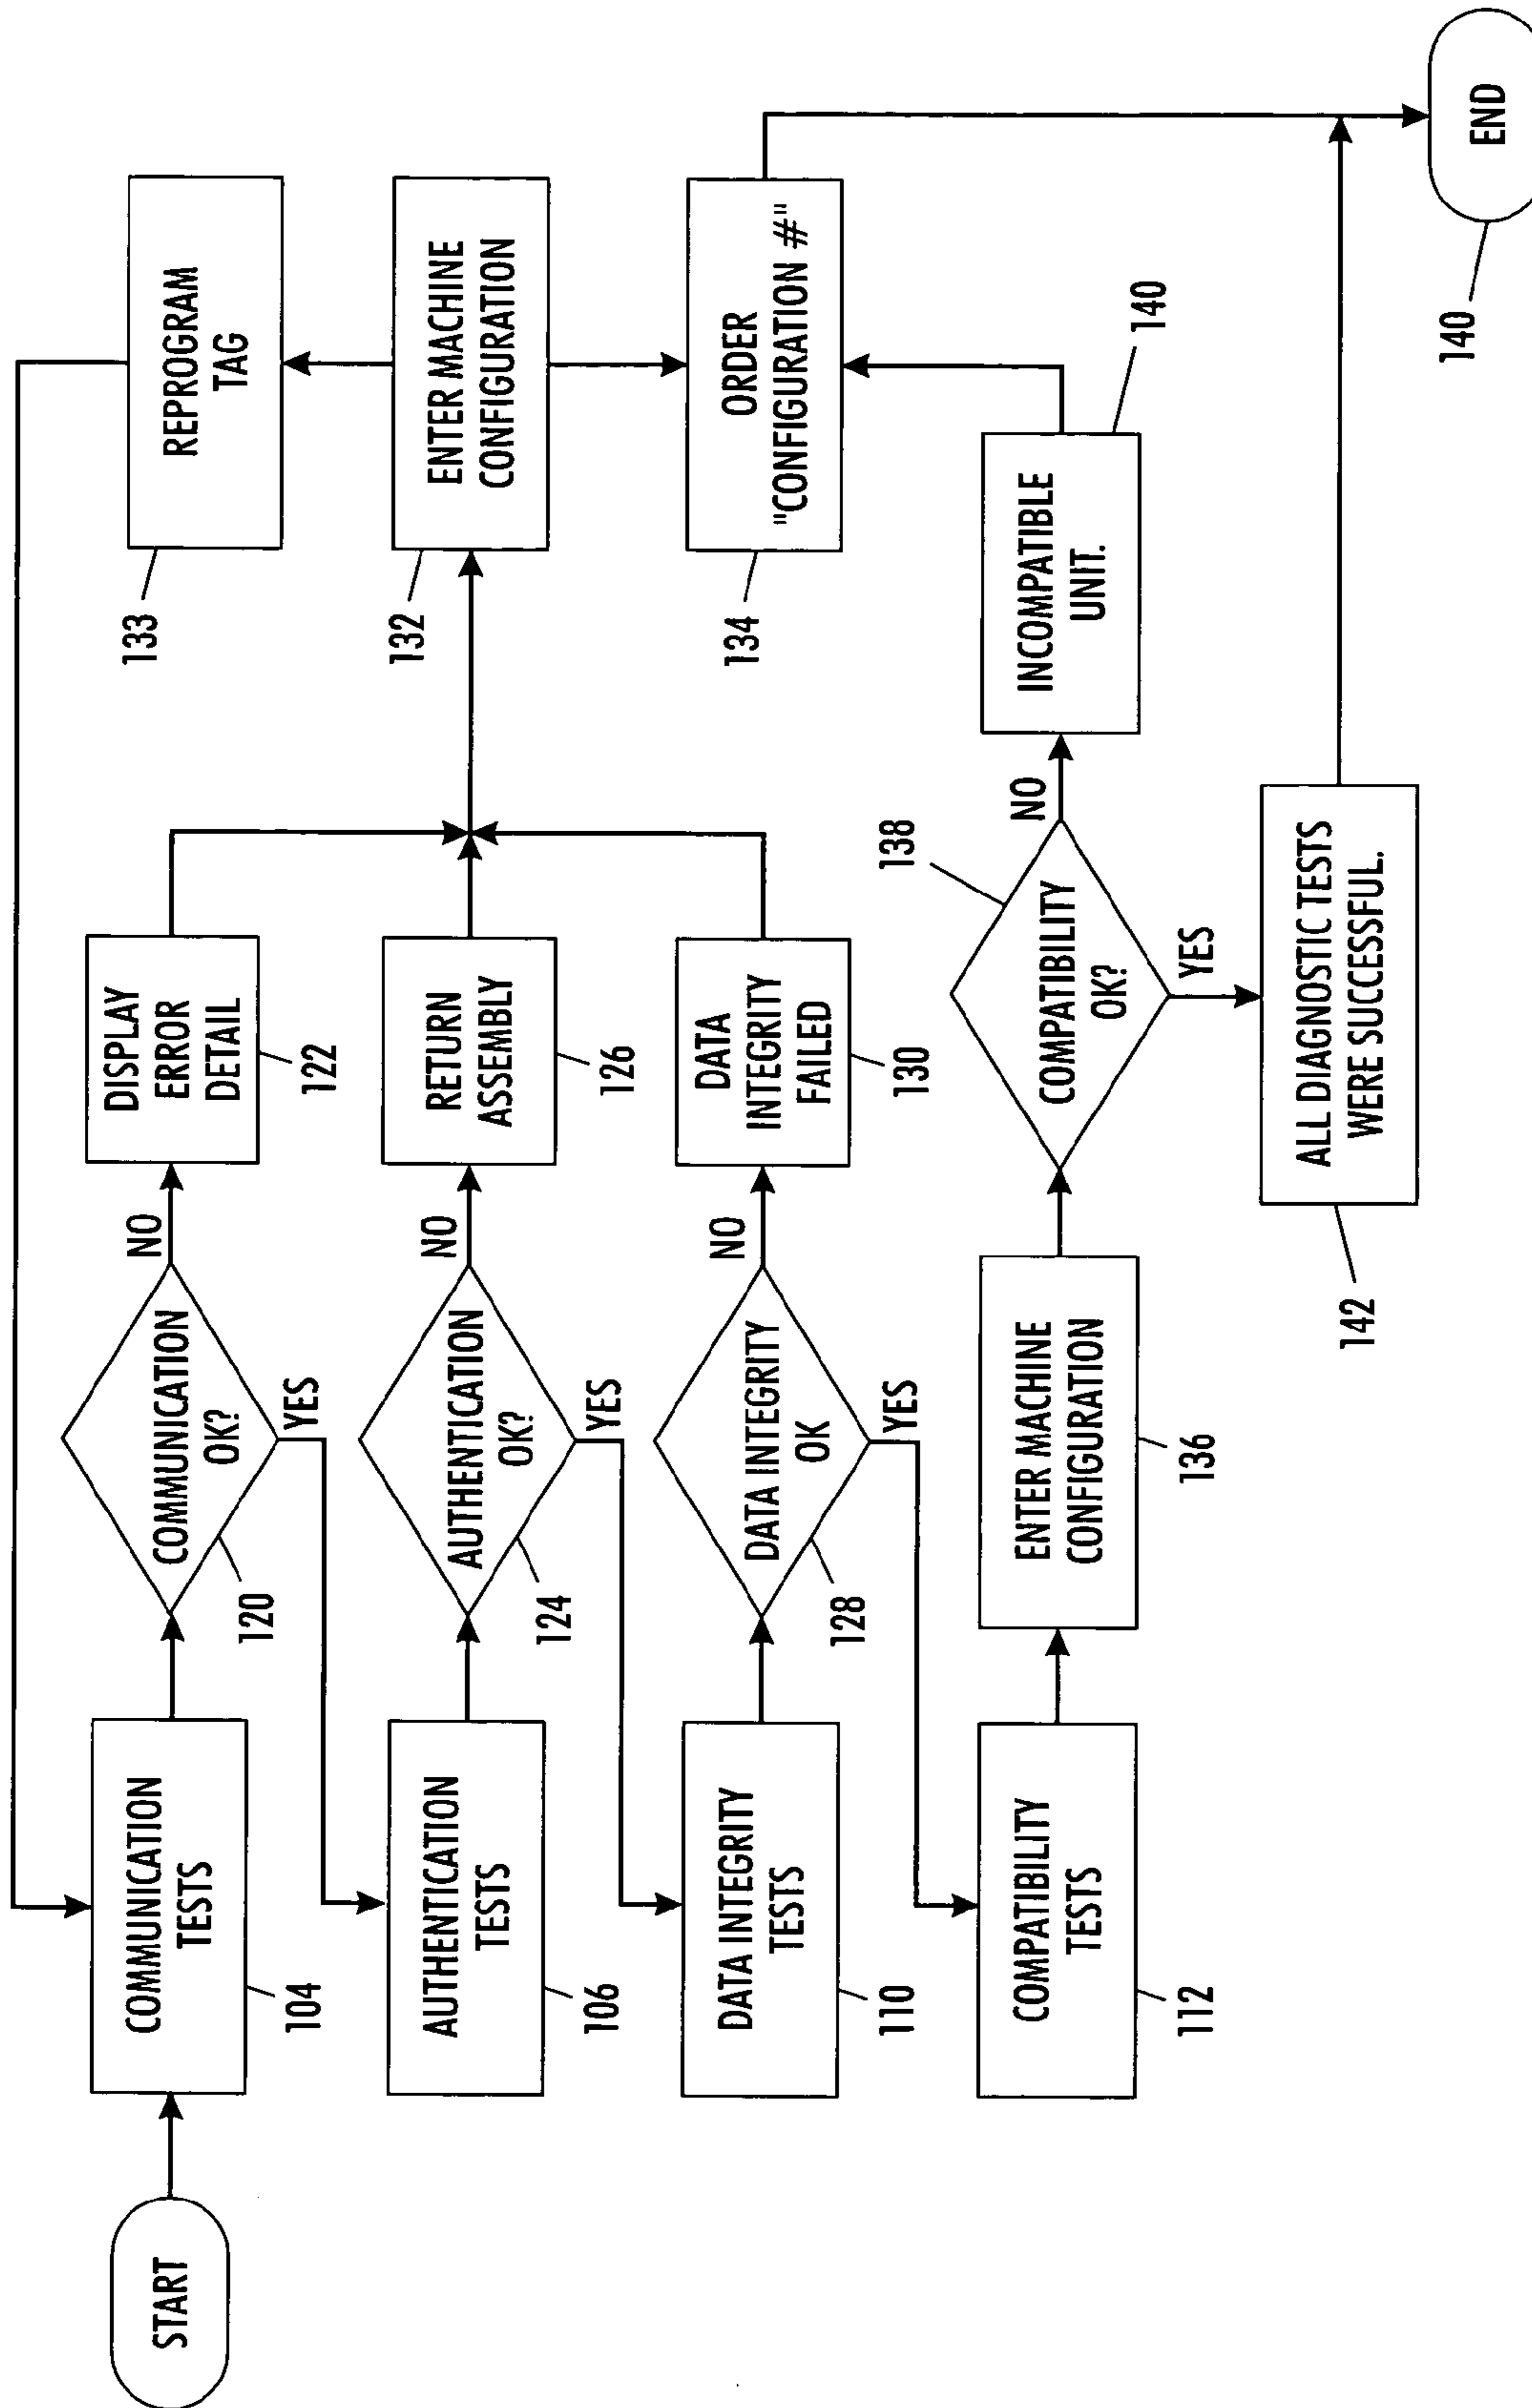 START
COMMUNICATION
TESTS
104
COMMUNICATION
OK?
120
NO
YES
DISPLAY
ERROR
DETAIL
122
REPROGRAM
TAG
133
AUTHENTICATION
TESTS
106
AUTHENTICATION
OK?
124
NO
YES
RETURN
ASSEMBLY
126
ENTER MACHINE
CONFIGURATION
132
DATA INTEGRITY
TESTS
110
DATA INTEGRITY
OK
128
NO
YES
DATA
INTEGRITY
FAILED
130
ORDER
"CONFIGURATION #"
134
COMPATIBILITY
TESTS
112
ENTER MACHINE
CONFIGURATION
136
COMPATIBILITY
OK?
138
NO
YES
INCOMPATIBLE
UNIT.
140
ALL DIAGNOSTIC TESTS
WERE SUCCESSFUL.
142
END
140